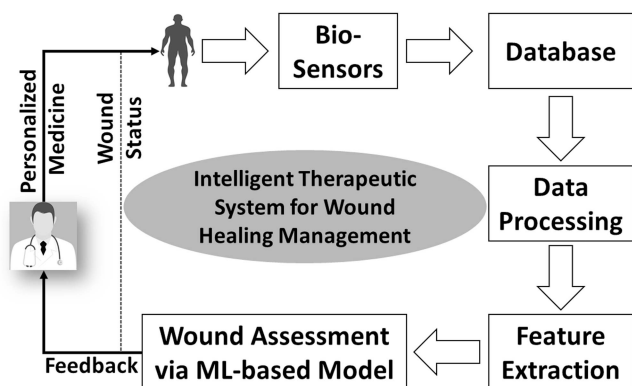 Bio-
Sensors
Database
Personalized
Medicine
Wound
Status
Intelligent Therapeutic
System for Wound
Healing Management
Data
Processing
Wound Assessment
via ML-based Model
Feature
Extraction
Feedback